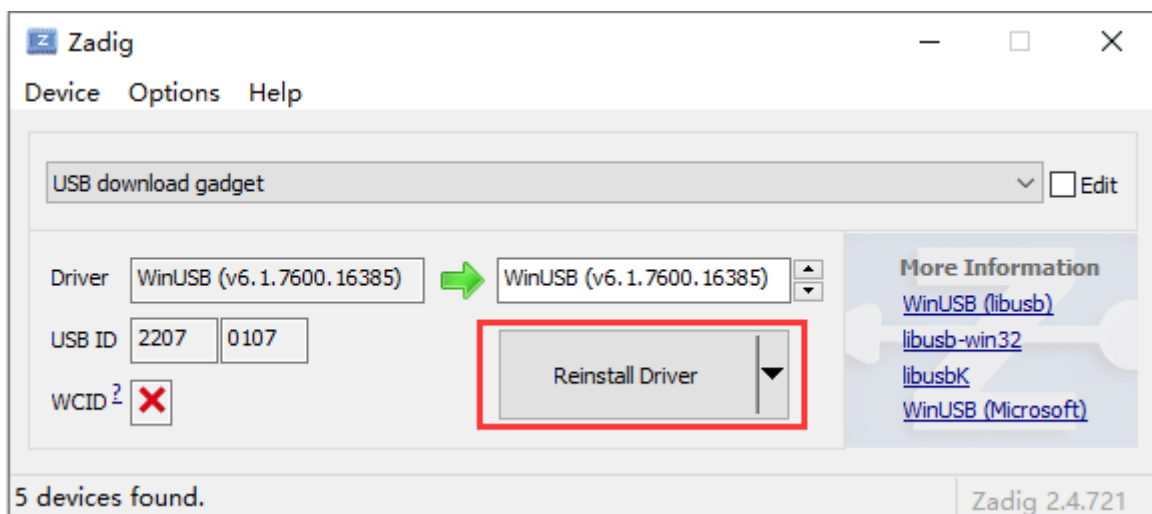 Zadig
Device Options Help
USB download gadget
Edit
Driver WinUSB (v6.1.7600.16385) WinUSB (v6.1.7600.16385)
USB ID 2207 0107
WCID ?
Reinstall Driver
More Information
WinUSB (libusb)
libusb-win32
libusbK
WinUSB (Microsoft)
5 devices found.
Zadig 2.4.721